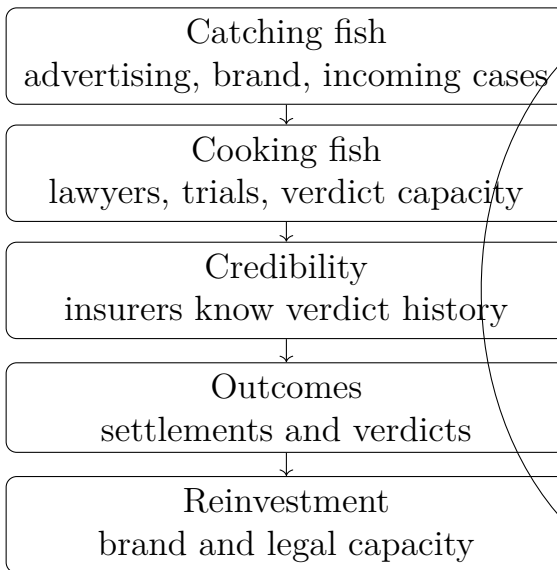 Catching fish
advertising, brand, incoming cases
Cooking fish
lawyers, trials, verdict capacity
Credibility
insurers know verdict history
Outcomes
settlements and verdicts
Reinvestment
brand and legal capacity